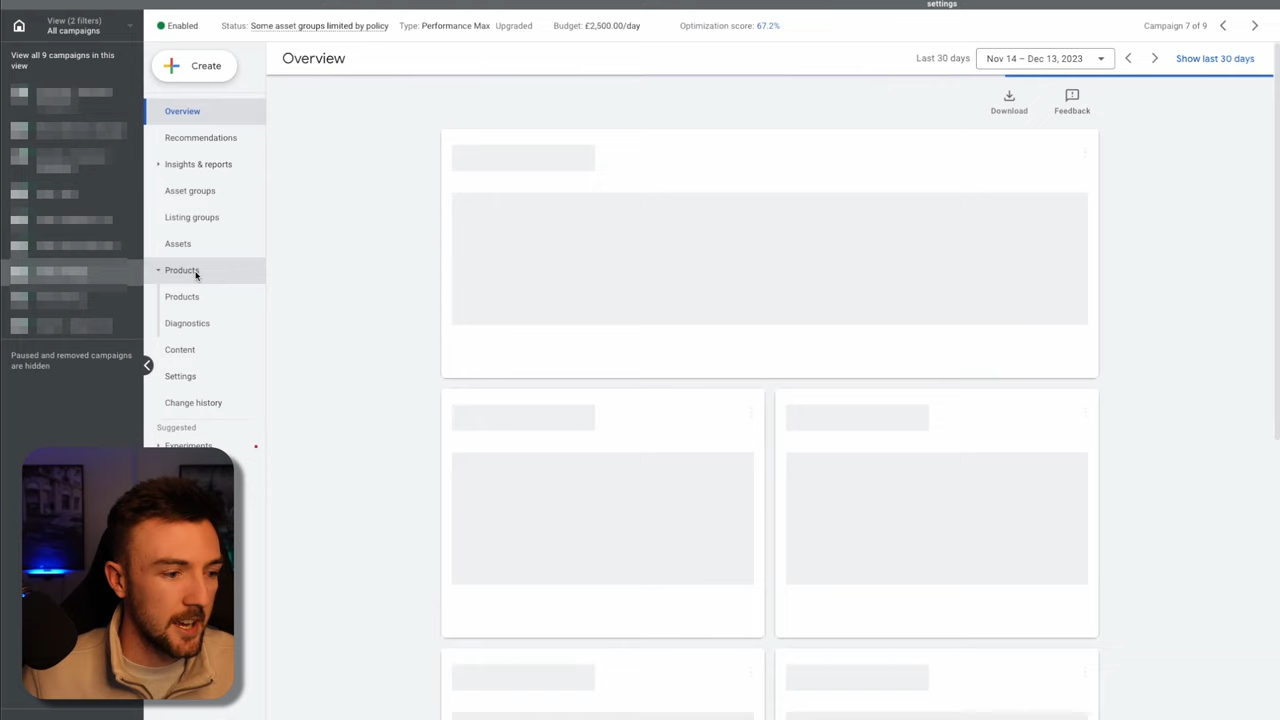 settings
View (2 filters)
All campaigns
Enabled
Status: Some asset groups limited by policy
Type: Performance Max Upgraded
Budget: £2,500.00/day
Optimization score: 67.2%
Campaign 7 of 9
View all 9 campaigns in this
view
Paused and removed campaigns
are hidden
Create
Overview
Recommendations
Insights & reports
Asset groups
Listing groups
Assets
Products
Products
Diagnostics
Content
Settings
Change history
Suggested
Experiments
Overview
Last 30 days
Nov 14 – Dec 13, 2023
Show last 30 days
Download
Feedback